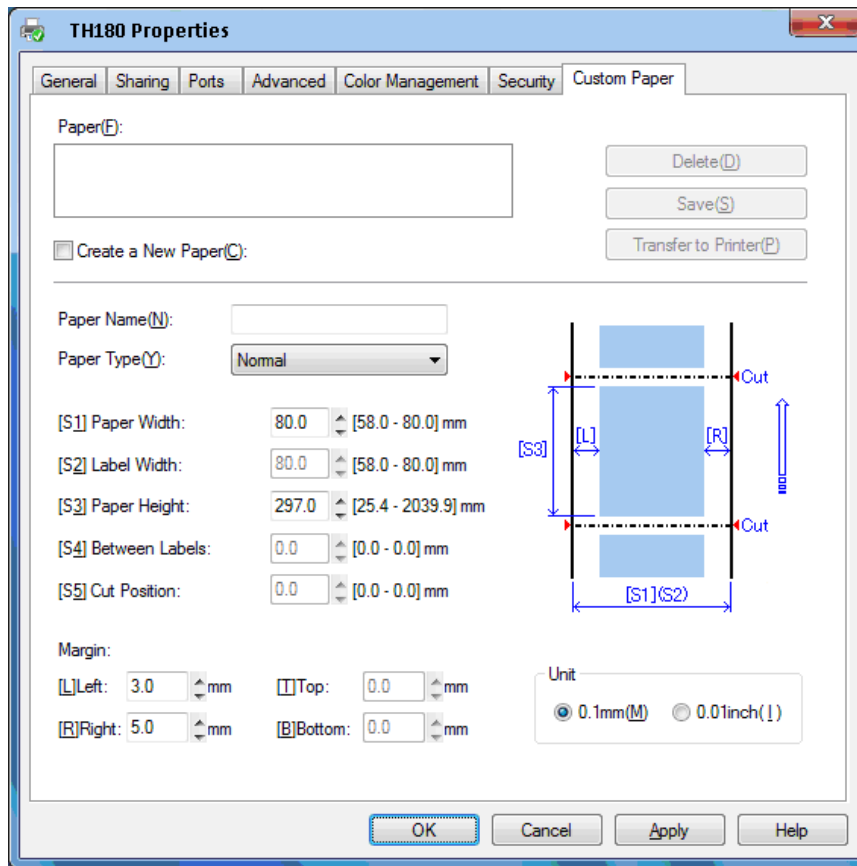 TH180 Properties
General Sharing Ports Advanced Color Management Security Custom Paper
Paper(F):
Delete(D)
Save(S)
Create a New Paper(C):
Transfer to Printer(P)
Paper Name(N):
Paper Type(Y): Normal
Cut
[S1] Paper Width: 80.0 [58.0 - 80.0] mm
[S3] [L] [R]
[S2] Label Width: 80.0 [58.0 - 80.0] mm
[S3] Paper Height: 297.0 [25.4 - 2039.9] mm
Cut
[S4] Between Labels: 0.0 [0.0 - 0.0] mm
[S5] Cut Position: 0.0 [0.0 - 0.0] mm
[S1](S2)
Margin:
[L]Left: 3.0 mm [T]Top: 0.0 mm
Unit
0.1mm(M) 0.01inch( I )
[R]Right: 5.0 mm [B]Bottom: 0.0 mm
OK Cancel Apply Help